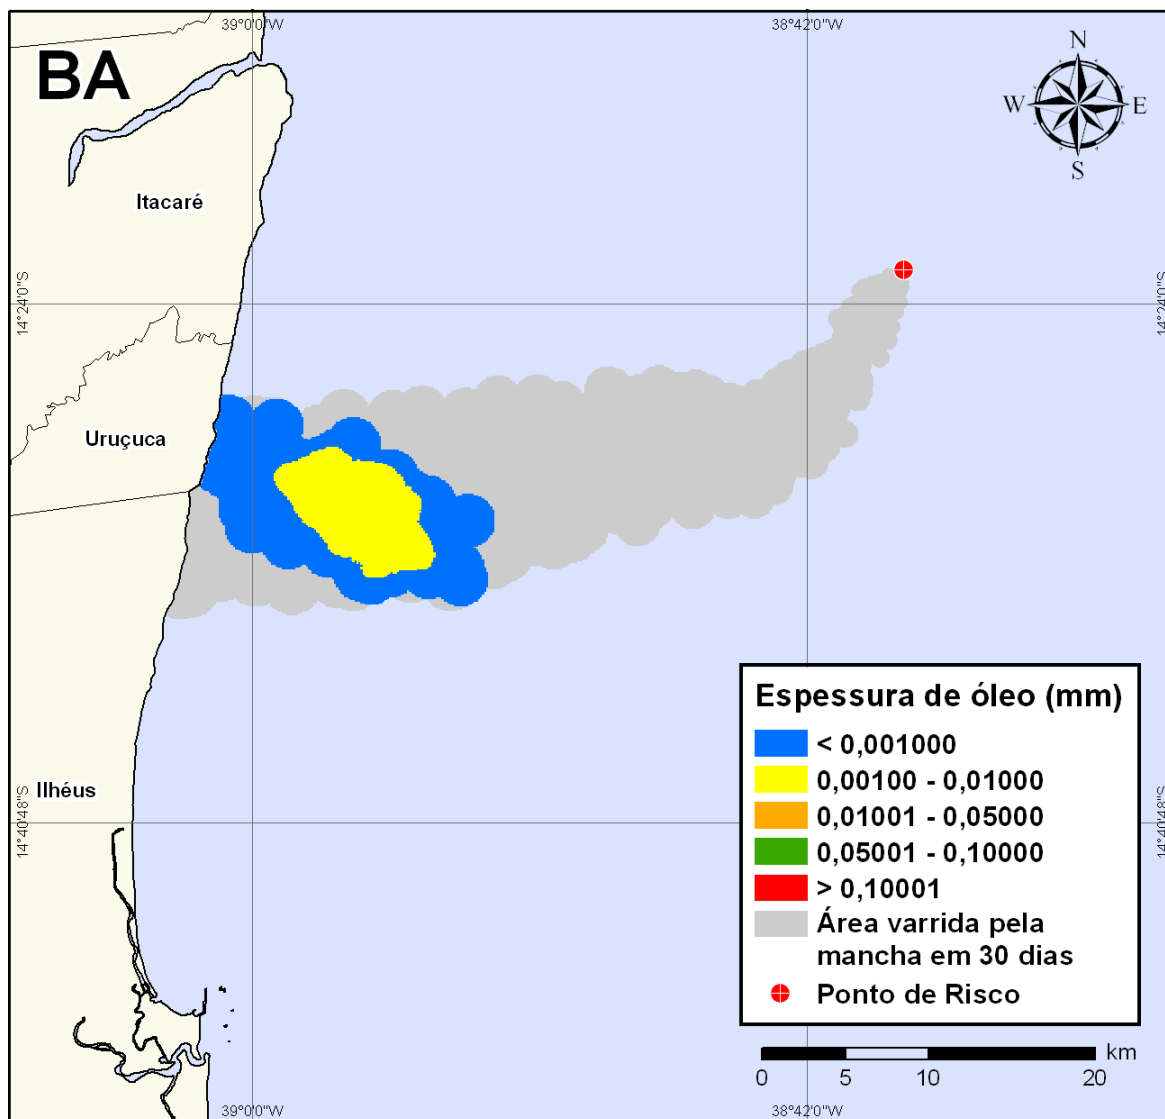 39°0'0"W
38°42'0"W
BA
N
W
E
S
Itacaré
14°24'0"S
14°24'0"S
Uruçuca
Espessura de óleo (mm)
< 0,001000
0,00100 - 0,01000
0,01001 - 0,05000
0,05001 - 0,10000
> 0,10001
Área varrida pela
mancha em 30 dias
Ponto de Risco
Ilhéus
14°40'48"S
14°40'48"S
km
0
5
10
20
39°0'0"W
38°42'0"W